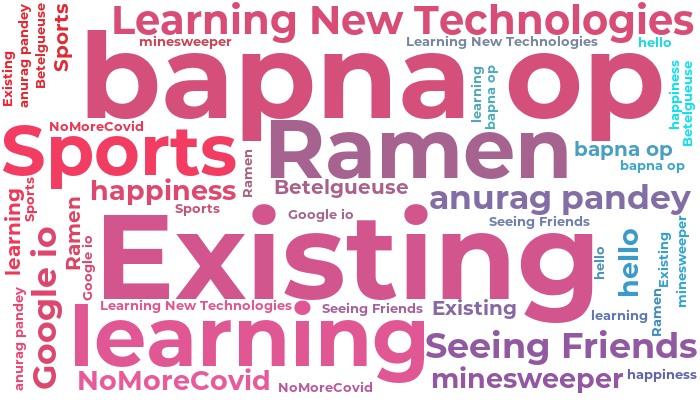 Learning New Technologies
Existing
anurag pandey
Betelgueuse
Sports
minesweeper
Learning New Technologies
hello
bapna op
learning
bapna op
happiness
Betelgueuse
NoMoreCovid
Sports
Ramen
bapna op
bapna op
Ramen
happiness
Betelgueuse
anurag pandey
learning
Sports
Sports
Google io
Seeing Friends
Ramen
Google io
Existing
hello
hello
Existing
minesweeper
Google io
anurag pandey
Learning New Technologies
Seeing Friends
Existing
learning
Ramen
learning
Seeing Friends
NoMoreCovid
NoMoreCovid
minesweeper
happiness